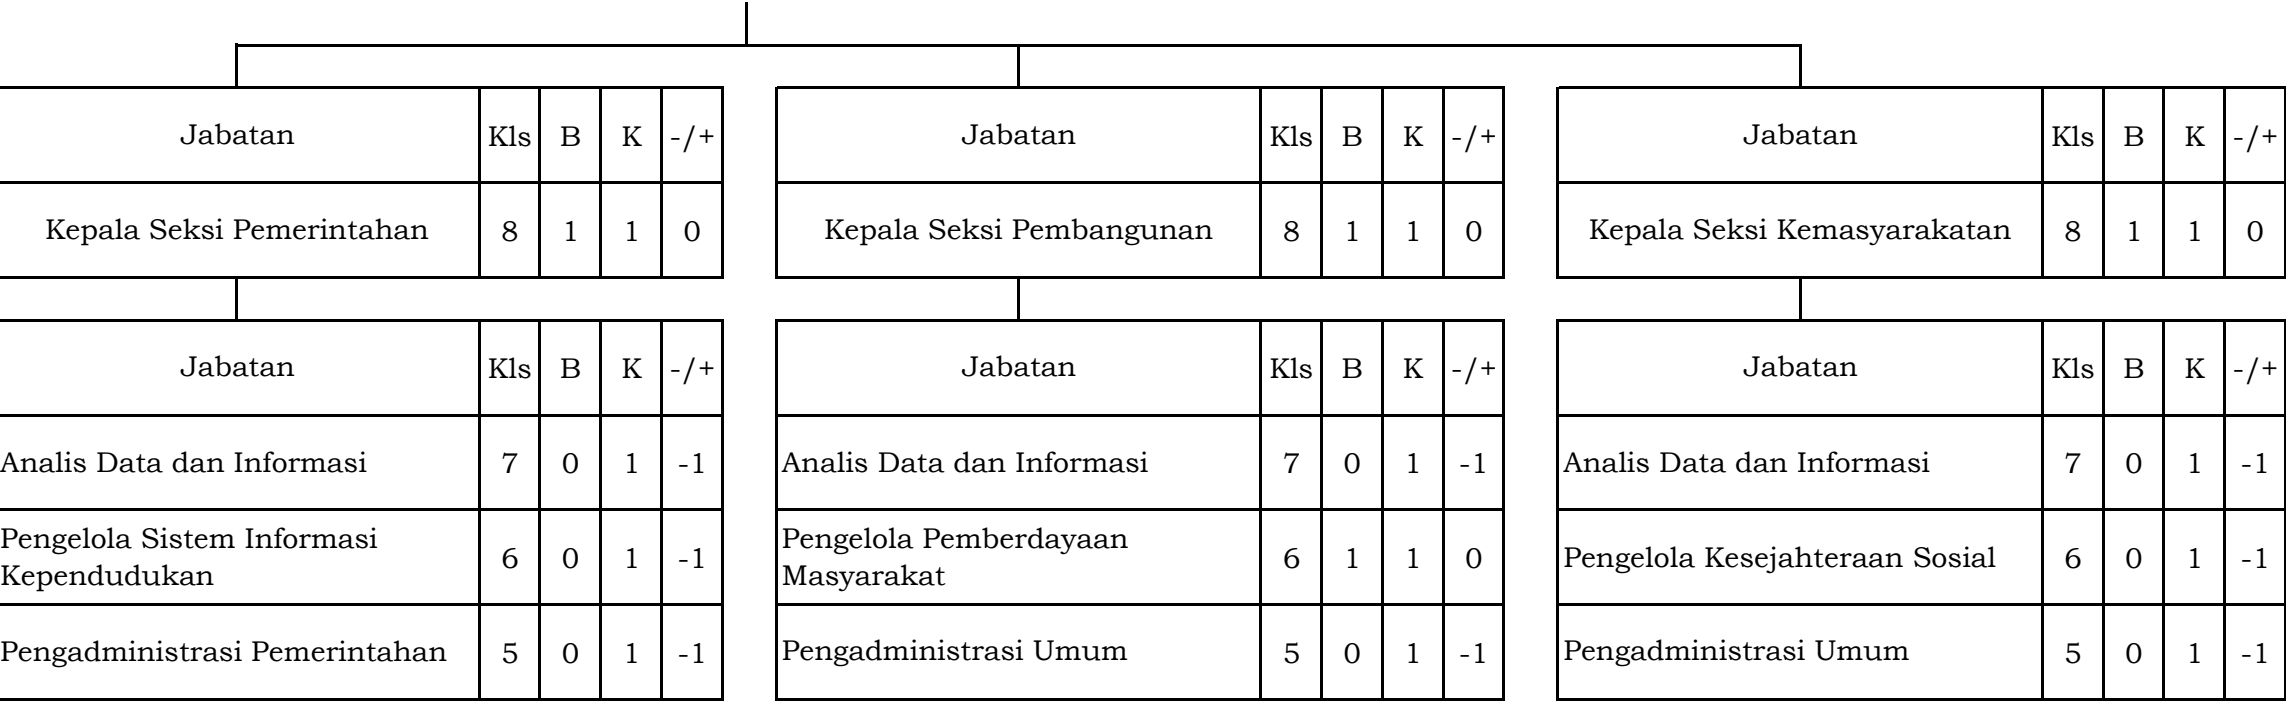 Jabatan Kls B K -/+ Jabatan Kls B K -/+ Jabatan Kls B K -/+
Kepala Seksi Pemerintahan 8 1 1 0 Kepala Seksi Pembangunan 8 1 1 0 Kepala Seksi Kemasyarakatan 8 1 1 0
Jabatan Kls B K -/+ Jabatan Kls B K -/+ Jabatan Kls B K -/+
Analis Data dan Informasi 7 0 1 -1 Analis Data dan Informasi 7 0 1 -1 Analis Data dan Informasi 7 0 1 -1
Pengelola Sistem Informasi
Kependudukan 6 0 1 -1 Pengelola Pemberdayaan
Masyarakat 6 1 1 0 Pengelola Kesejahteraan Sosial 6 0 1 -1
Pengadministrasi Pemerintahan 5 0 1 -1 Pengadministrasi Umum 5 0 1 -1 Pengadministrasi Umum 5 0 1 -1